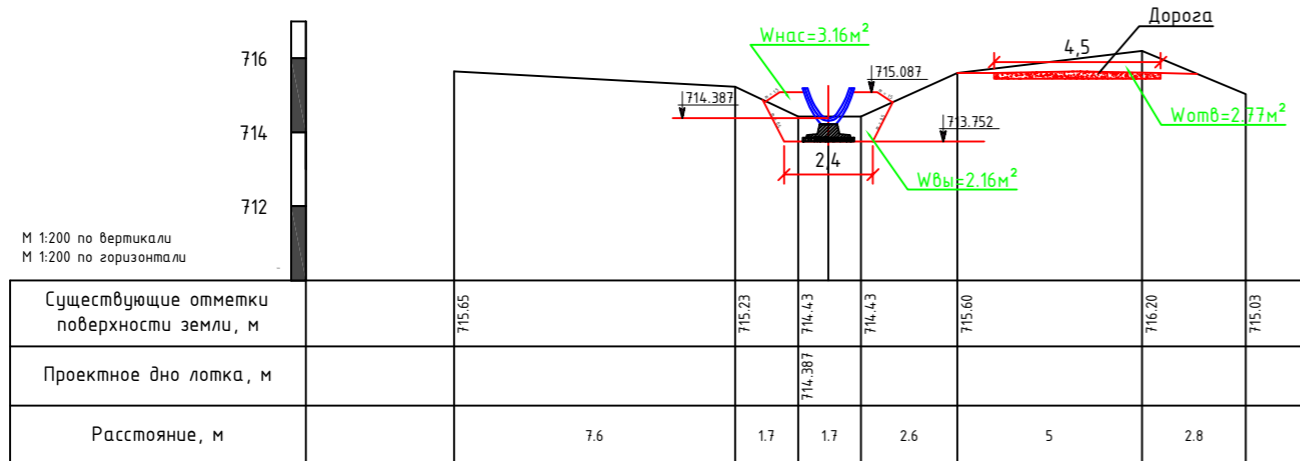 Дорога
Wнас=3.16м²
4,5
716
715.087
714.387
Wотв=2.77м²
714
713.752
2,4
Wвы=2.16м²
712
М 1:200 по вертикали
М 1:200 по горизонтали
Существующие отметки
поверхности земли, м
715.65
715.23
714.43
714.43
715.60
716.20
715.03
Проектное дно лотка, м
714.387
Расстояние, м
7.6
1.7
1.7
2.6
5
2.8